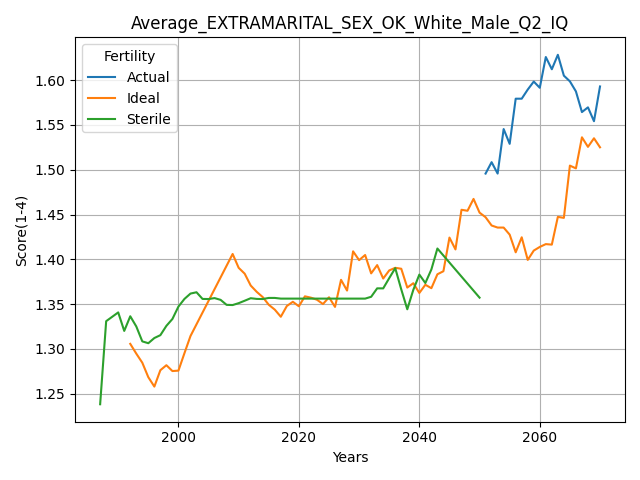 Average_EXTRAMARITAL_SEX_OK_White_Male_Q2_IQ
Fertility
Actual
Ideal
Sterile
Score(1-4)
1.60
1.55
1.50
1.45
1.40
1.35
1.30
1.25
2000 2020 2040 2060
Years